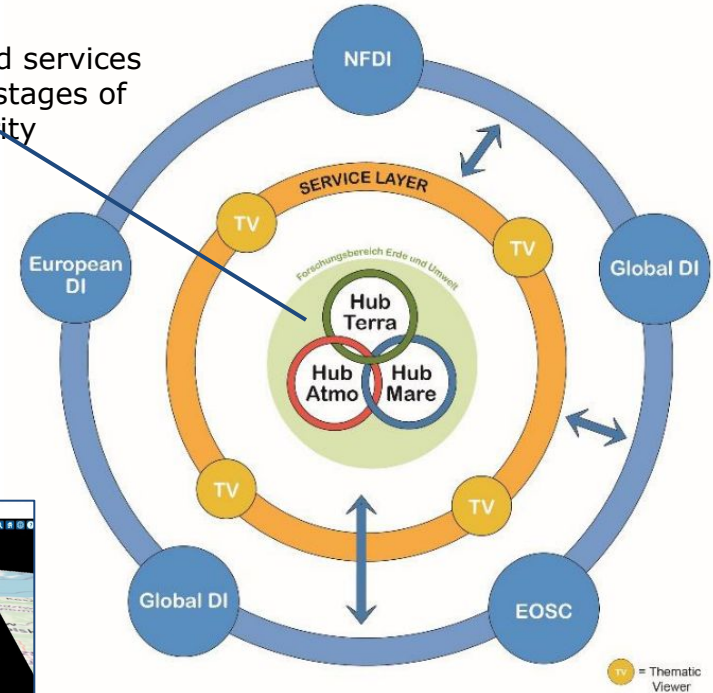 d services
stages of
ity
NFDI
SERVICE LAYER
TV
TV
European
DI
Global DI
Forschungsbereich Erde und Umwelt
Hub
Terra
Hub
Atmo
Hub
Mare
TV
TV
Global DI
EOSC
TV = Thematic
Viewer